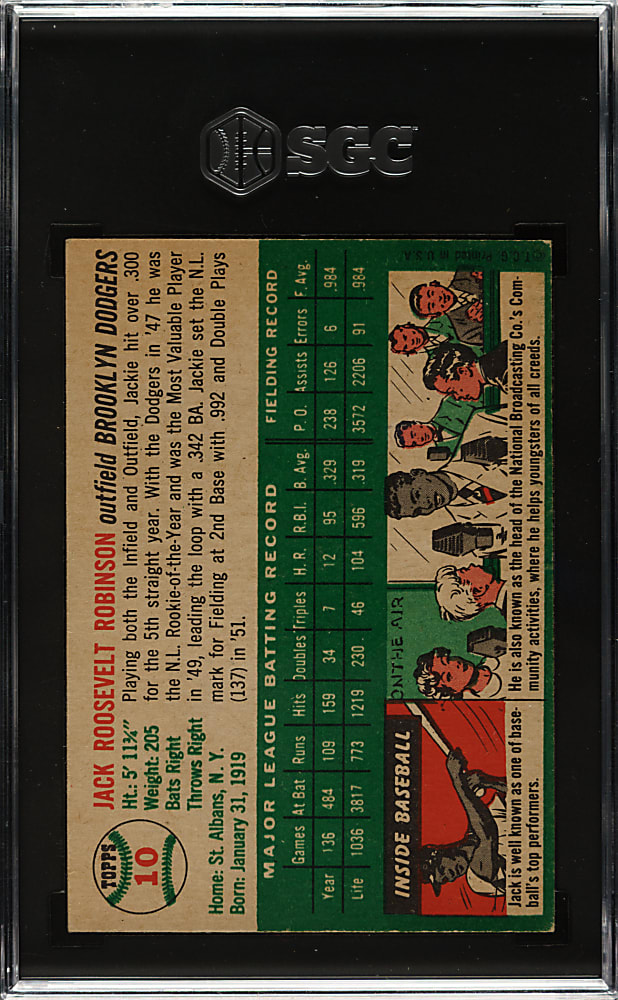 SGC
TOPPS
10
JACK ROOSEVELT ROBINSON outfield BROOKLYN DODGERS
Ht.: 5' 11¾"
Weight: 205
Bats Right
Throws Right
Home: St. Albans, N. Y.
Born: January 31, 1919
Playing both the Infield and Outfield, Jackie hit over .300
for the 5th straight year. With the Dodgers in '47 he was
the N.L. Rookie-of-the-Year and was the Most Valuable Player
in '49, leading the loop with a .342 BA. Jackie set the N.L.
mark for Fielding at 2nd Base with .992 and Double Plays
(137) in '51.
MAJOR LEAGUE BATTING RECORD FIELDING RECORD
Games At Bat Runs Hits Doubles Triples H. R. R.B.I. B. Avg. P. O. Assists Errors F. Avg.
Year 136 484 109 159 34 7 12 95 .329 238 126 6 .984
Life 1036 3817 773 1219 230 46 104 596 .319 3572 2206 91 .984
INSIDE BASEBALL
ON THE AIR
Jack is well known as one of base-
ball's top performers.
He is also known as the head of the National Broadcasting Co.'s Com-
munity activities, where he helps youngsters of all creeds.
T. C. G. Printed in U. S. A.